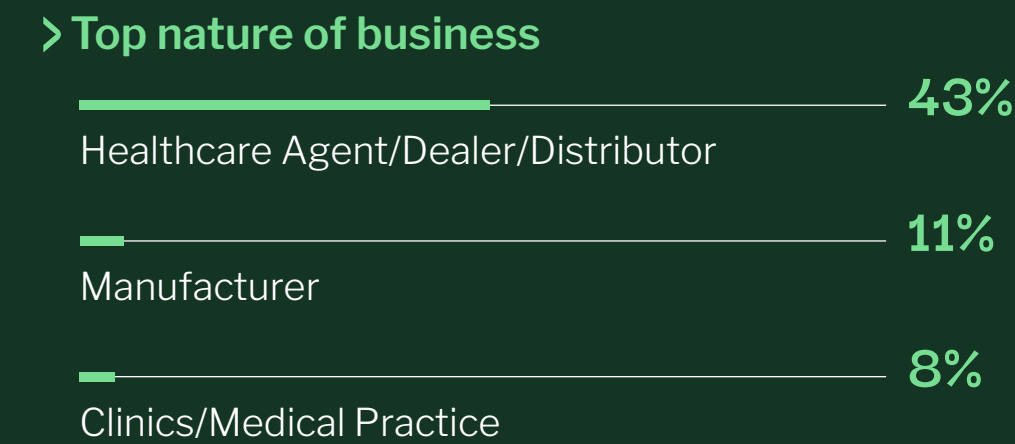 > Top nature of business
43%
Healthcare Agent/Dealer/Distributor
11%
Manufacturer
8%
Clinics/Medical Practice